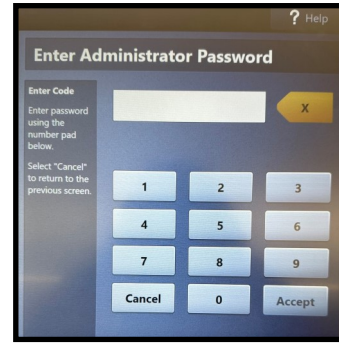 ? Help
Enter Administrator Password
Enter Code
Enter password
using the
number pad
below.
Select "Cancel"
to return to the
previous screen.
X
1 2 3
4 5 6
7 8 9
Cancel 0 Accept